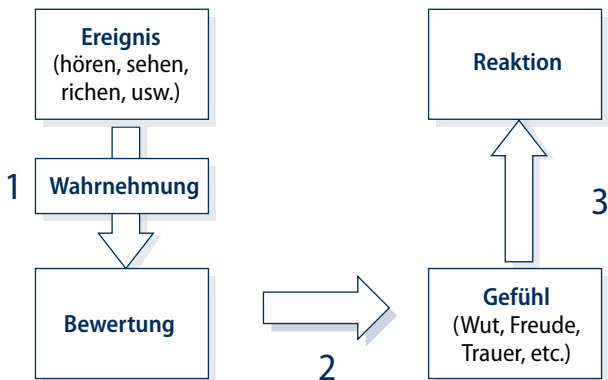 Ereignis
(hören, sehen,
richen, usw.)
1
Wahrnehmung
Bewertung
2
Gefühl
(Wut, Freude,
Trauer, etc.)
3
Reaktion